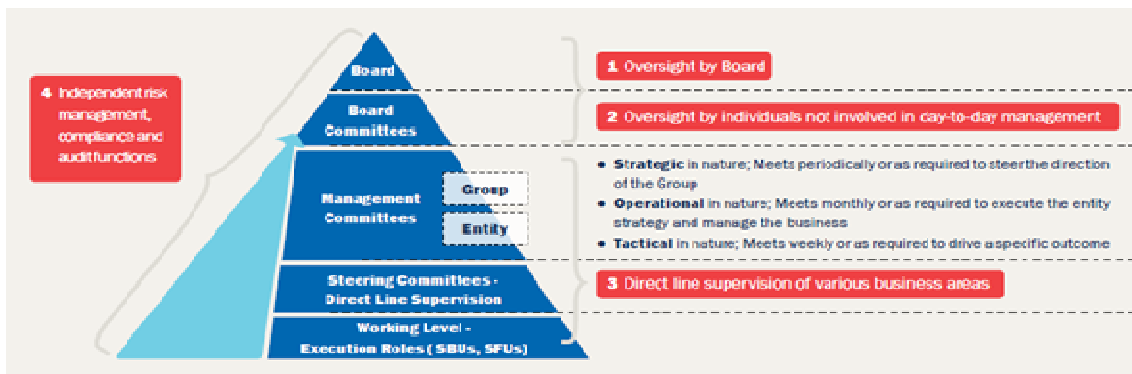 4 Independent risk
management,
compliance and
audit functions
Board
Board
Committees
Management
Committees
Group
Entity
Steering Committees -
Direct Line Supervision
Working Level -
Execution Roles ( SBUs, SFUs)
1 Oversight by Board
2 Oversight by individuals not involved in day-to-day management
• Strategic in nature; Meets periodically or as required to steer the direction
of the Group
• Operational in nature; Meets monthly or as required to execute the entity
strategy and manage the business
• Tactical in nature; Meets weekly or as required to drive a specific outcome
3 Direct line supervision of various business areas